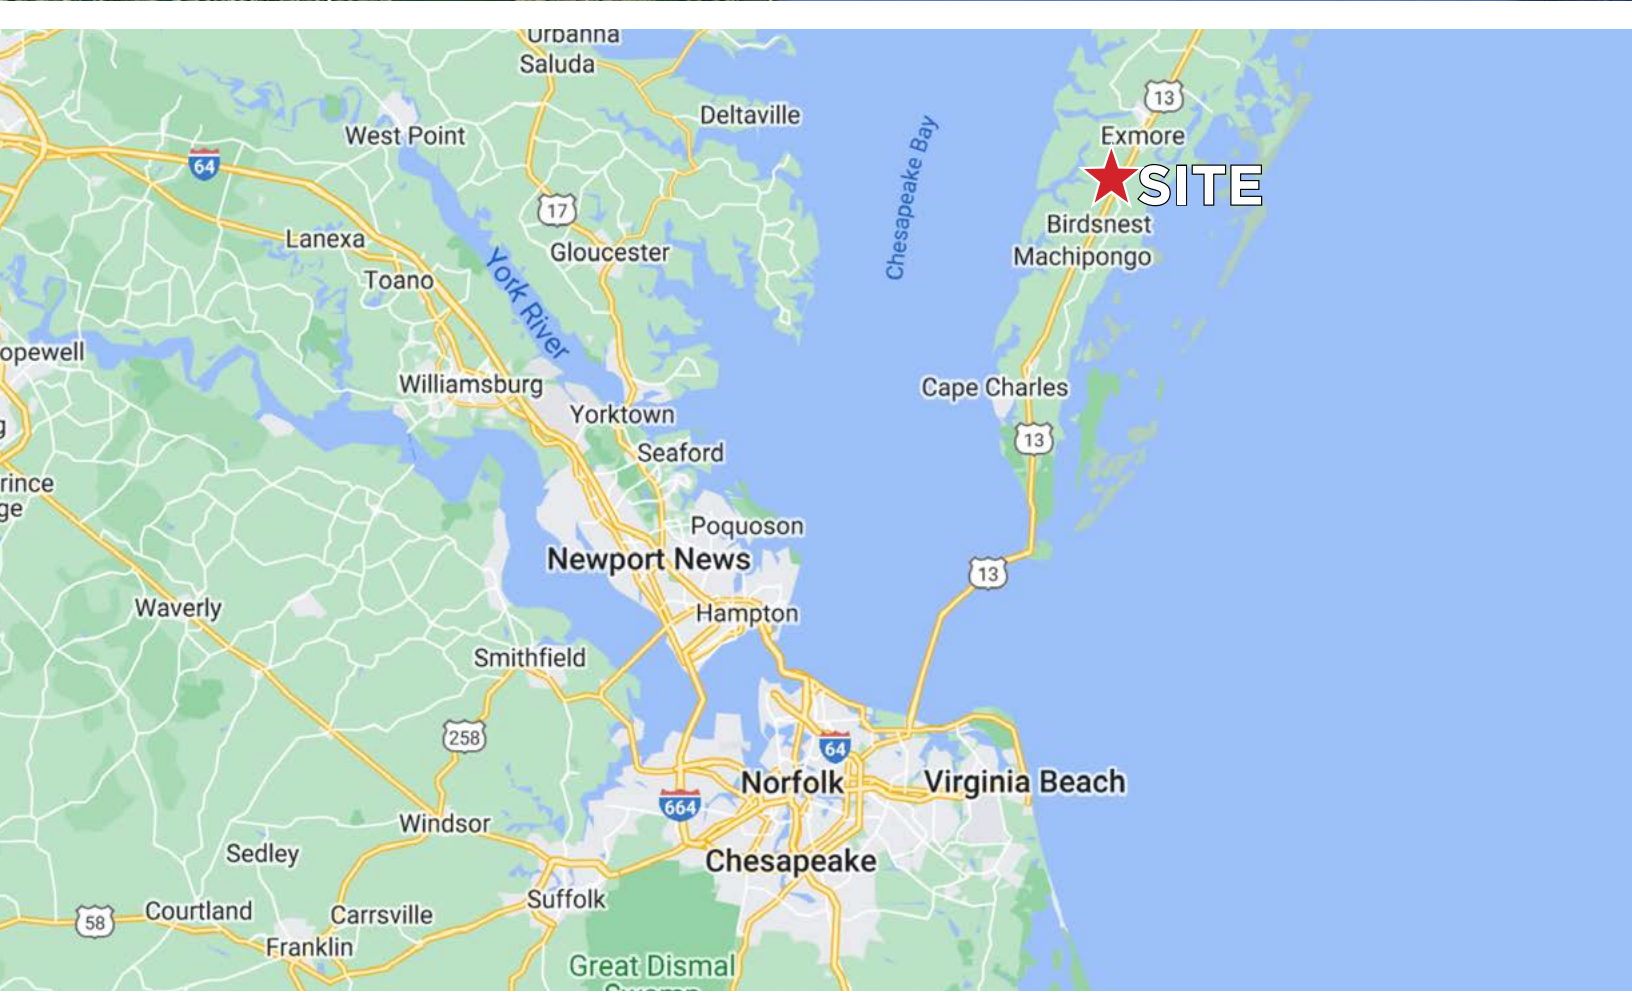 Urbanna
Saluda
Deltaville
West Point
13
Exmore
64
SITE
17
Chesapeake Bay
Birdsnest
Lanexa
Gloucester
Machipongo
Toano
York River
opewell
Williamsburg
Cape Charles
Yorktown
g
13
Seaford
rince
ge
Poquoson
Newport News
13
Waverly
Hampton
Smithfield
258
64
Norfolk
Virginia Beach
664
Windsor
Sedley
Chesapeake
Suffolk
58
Courtland
Carrsville
Franklin
Great Dismal
Swamp